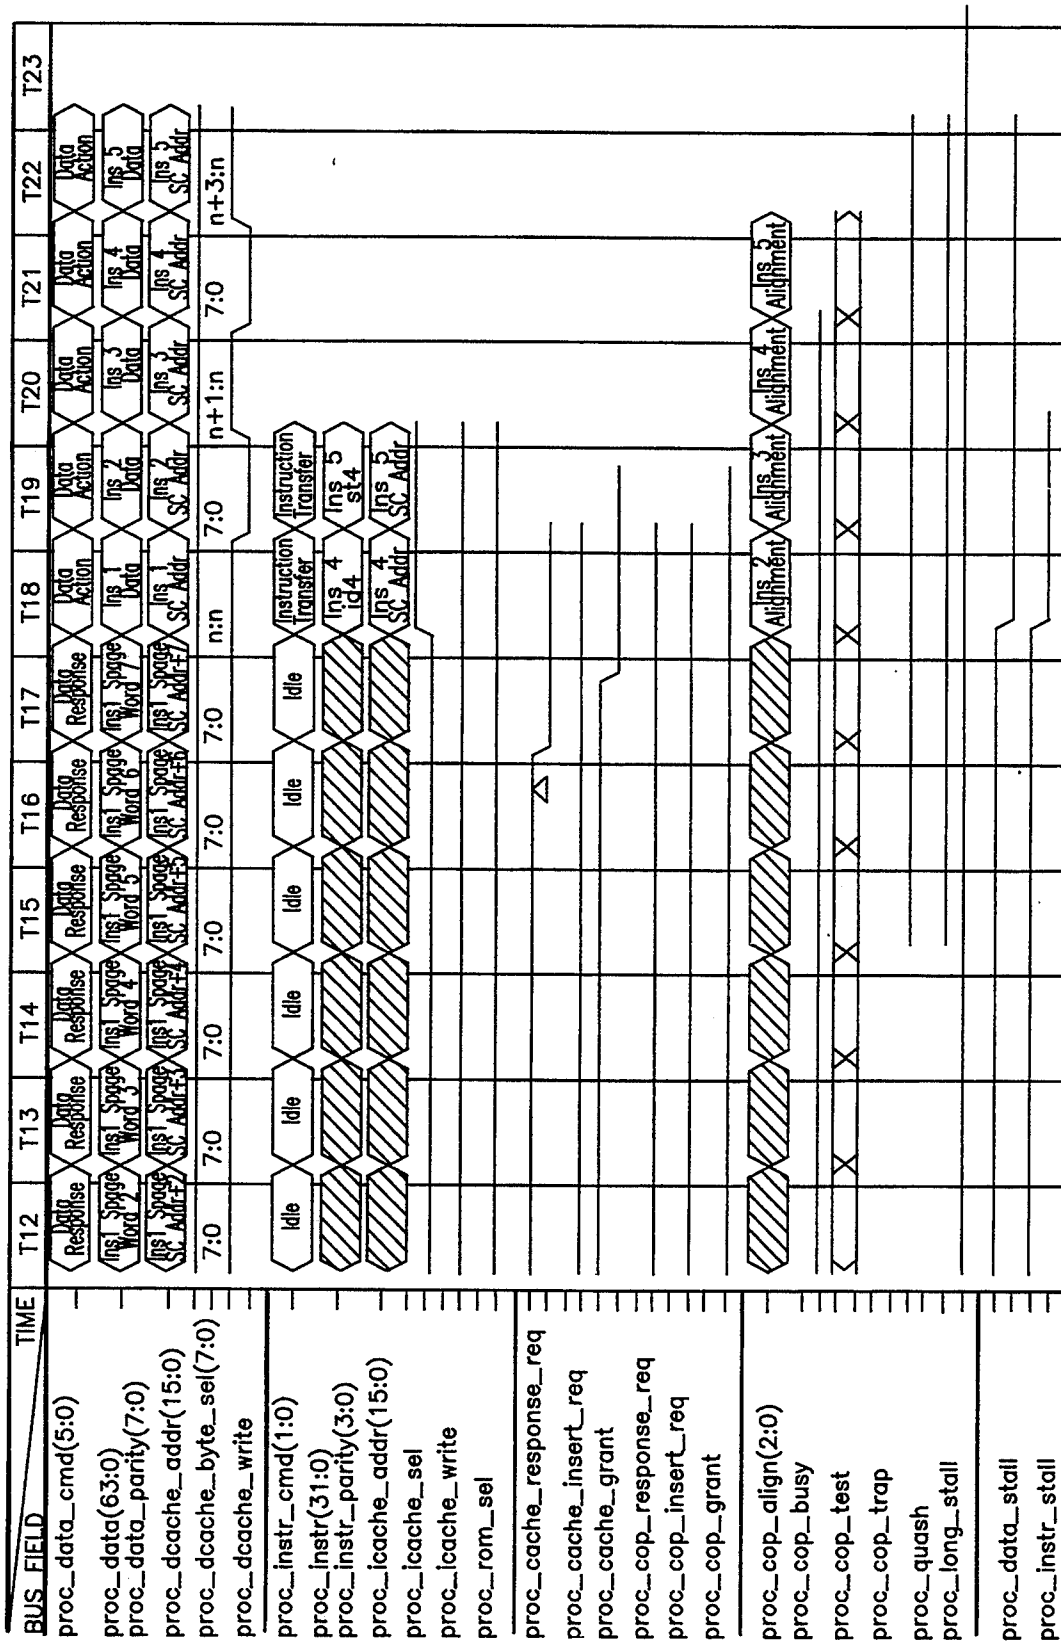 BUS FIELD TIME T12 T13 T14 T15 T16 T17 T18 T19 T20 T21 T22 T23
proc_data_cmd(5:0) Data Response Data Response Data Response Data Response Data Response Data Response Data Action Data Action Data Action Data Action Data Action
proc_data(63:0)
proc_data_parity(7:0) Ins1 Spage Word 2 Ins1 Spage Word 3 Ins1 Spage Word 4 Ins1 Spage Word 5 Ins1 Spage Word 6 Ins1 Spage Word 7 Ins 1 Data Ins 2 Data Ins 3 Data Ins 4 Data Ins 5 Data
proc_dcache_addr(15:0) Ins1 Spage SC Addr+2 Ins1 Spage SC Addr+3 Ins1 Spage SC Addr+4 Ins1 Spage SC Addr+5 Ins1 Spage SC Addr+6 Ins1 Spage SC Addr+7 Ins 1 SC Addr Ins 2 SC Addr Ins 3 SC Addr Ins 4 SC Addr Ins 5 SC Addr
proc_dcache_byte_sel(7:0) 7:0 7:0 7:0 7:0 7:0 7:0 n:n 7:0 n+1:n 7:0 n+3:n
proc_dcache_write
proc_instr_cmd(1:0) Idle Idle Idle Idle Idle Idle Instruction Transfer Instruction Transfer
proc_instr(31:0)
proc_instr_parity(3:0) Ins 4 id4 Ins 5 st4
proc_icache_addr(15:0) Ins 4 SC Addr Ins 5 SC Addr
proc_icache_sel
proc_icache_write
proc_rom_sel
proc_cache_response_req
proc_cache_insert_req
proc_cache_grant
proc_cop_response_req
proc_cop_insert_req
proc_cop_grant
proc_cop_align(2:0) Ins 2 Alignment Ins 3 Alignment Ins 4 Alignment Ins 5 Alignment
proc_cop_busy
proc_cop_test
proc_cop_trap
proc_quash
proc_long_stall
proc_data_stall
proc_instr_stall